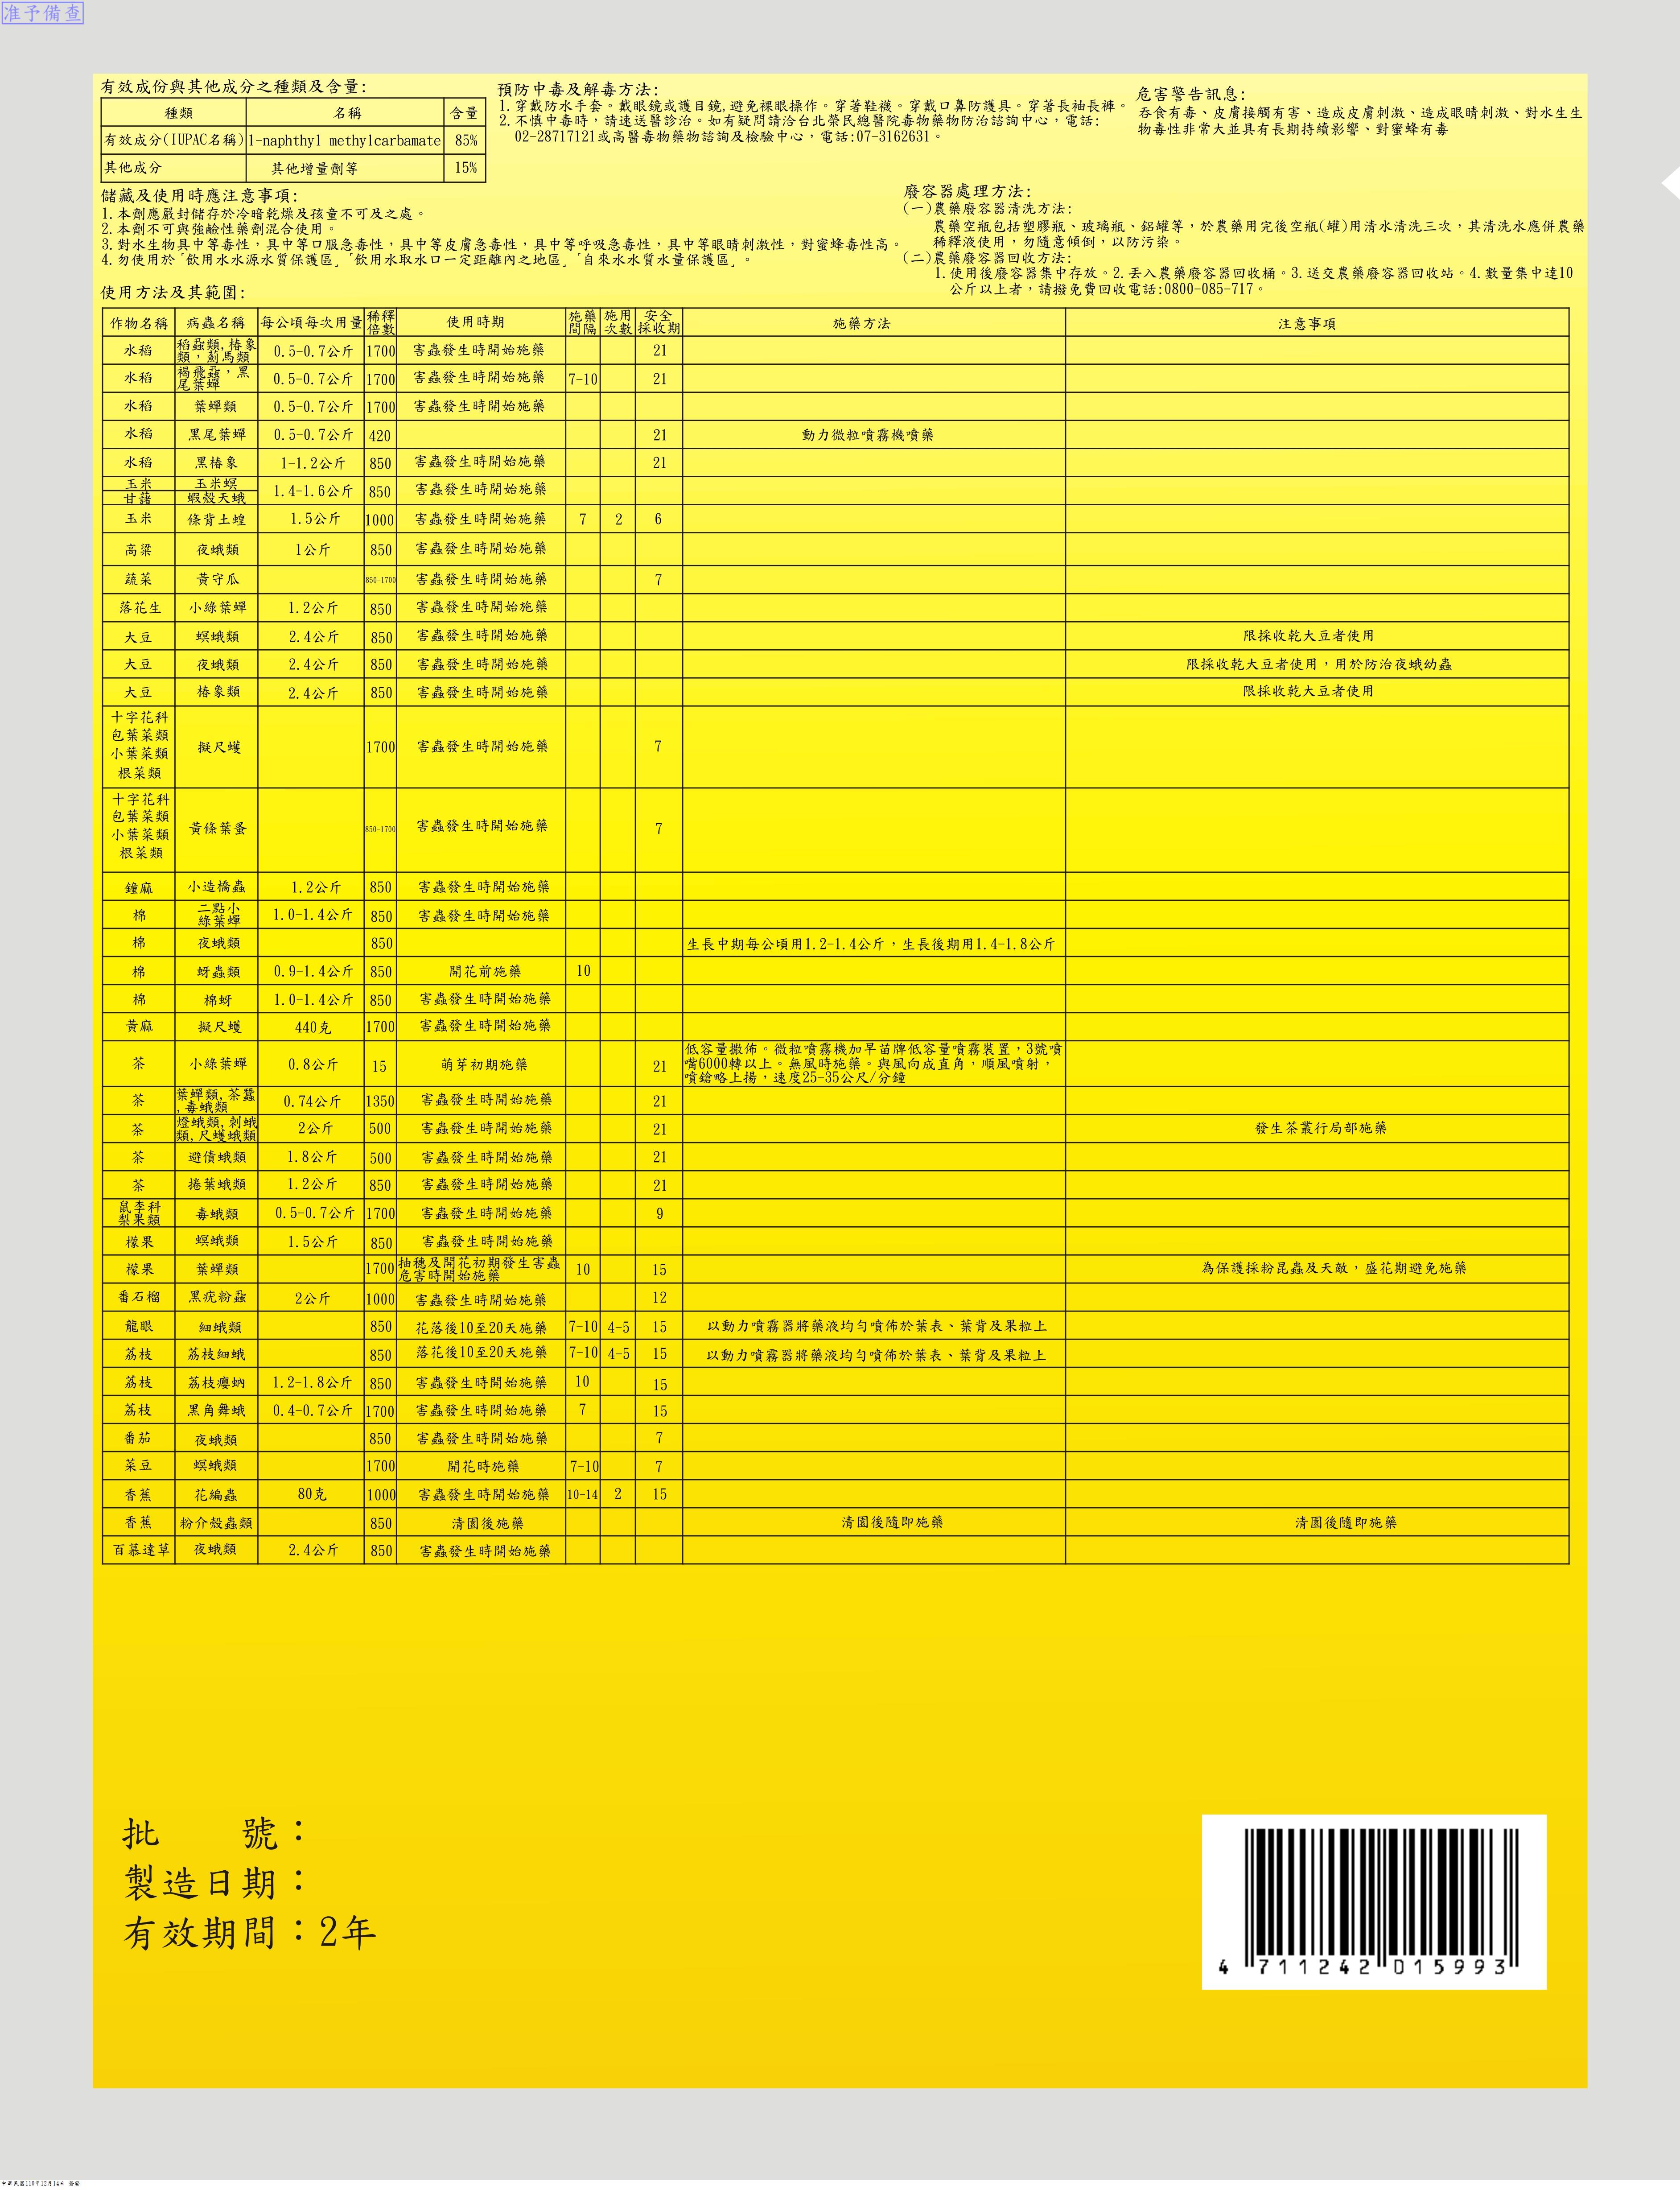 准予備查
有效成份與其他成分之種類及含量:
種類 名稱 含量
有效成分(IUPAC名稱) 1-naphthyl methylcarbamate 85%
其他成分 其他增量劑等 15%
預防中毒及解毒方法:
1.穿戴防水手套。戴眼鏡或護目鏡,避免裸眼操作。穿著鞋襪。穿戴口鼻防護具。穿著長袖長褲。
2.不慎中毒時，請速送醫診治。如有疑問請洽台北榮民總醫院毒物藥物防治諮詢中心，電話:
02-28717121或高醫毒物藥物諮詢及檢驗中心，電話:07-3162631。
危害警告訊息:
吞食有毒、皮膚接觸有害、造成皮膚刺激、造成眼睛刺激、對水生生
物毒性非常大並具有長期持續影響、對蜜蜂有毒
儲藏及使用時應注意事項:
1.本劑應嚴封儲存於冷暗乾燥及孩童不可及之處。
2.本劑不可與強鹼性藥劑混合使用。
3.對水生物具中等毒性，具中等口服急毒性，具中等皮膚急毒性，具中等呼吸急毒性，具中等眼睛刺激性，對蜜蜂毒性高。
4.勿使用於「飲用水水源水質保護區」「飲用水取水口一定距離內之地區」「自來水水質水量保護區」。
廢容器處理方法:
(一)農藥廢容器清洗方法:
農藥空瓶包括塑膠瓶、玻璃瓶、鋁罐等，於農藥用完後空瓶(罐)用清水清洗三次，其清洗水應併農藥
稀釋液使用，勿隨意傾倒，以防污染。
(二)農藥廢容器回收方法:
1.使用後廢容器集中存放。2.丟入農藥廢容器回收桶。3.送交農藥廢容器回收站。4.數量集中達10
公斤以上者，請撥免費回收電話:0800-085-717。
使用方法及其範圍:
作物名稱 病蟲名稱 每公頃每次用量 稀釋倍數 使用時期 施藥間隔 施用次數 安全採收期 施藥方法 注意事項
水稻 稻蝨類,椿象類，薊馬類 0.5-0.7公斤 1700 害蟲發生時開始施藥 21
水稻 褐飛蝨，黑尾葉蟬 0.5-0.7公斤 1700 害蟲發生時開始施藥 7-10 21
水稻 葉蟬類 0.5-0.7公斤 1700 害蟲發生時開始施藥
水稻 黑尾葉蟬 0.5-0.7公斤 420 21 動力微粒噴霧機噴藥
水稻 黑椿象 1-1.2公斤 850 害蟲發生時開始施藥 21
玉米 玉米螟 1.4-1.6公斤 850 害蟲發生時開始施藥
甘藷 蝦殼天蛾
玉米 條背土蝗 1.5公斤 1000 害蟲發生時開始施藥 7 2 6
高粱 夜蛾類 1公斤 850 害蟲發生時開始施藥
蔬菜 黃守瓜 850-1700 害蟲發生時開始施藥 7
落花生 小綠葉蟬 1.2公斤 850 害蟲發生時開始施藥
大豆 螟蛾類 2.4公斤 850 害蟲發生時開始施藥 限採收乾大豆者使用
大豆 夜蛾類 2.4公斤 850 害蟲發生時開始施藥 限採收乾大豆者使用，用於防治夜蛾幼蟲
大豆 椿象類 2.4公斤 850 害蟲發生時開始施藥 限採收乾大豆者使用
十字花科
包葉菜類
小葉菜類
根菜類
擬尺蠖 1700 害蟲發生時開始施藥 7
十字花科
包葉菜類
小葉菜類
根菜類
黃條葉蚤 850-1700 害蟲發生時開始施藥 7
鐘麻 小造橋蟲 1.2公斤 850 害蟲發生時開始施藥
棉 二點小綠葉蟬 1.0-1.4公斤 850 害蟲發生時開始施藥
棉 夜蛾類 850 生長中期每公頃用1.2-1.4公斤，生長後期用1.4-1.8公斤
棉 蚜蟲類 0.9-1.4公斤 850 開花前施藥 10
棉 棉蚜 1.0-1.4公斤 850 害蟲發生時開始施藥
黃麻 擬尺蠖 440克 1700 害蟲發生時開始施藥
茶 小綠葉蟬 0.8公斤 15 萌芽初期施藥 21 低容量撒佈。微粒噴霧機加早苗牌低容量噴霧裝置，3號噴
嘴6000轉以上。無風時施藥。與風向成直角，順風噴射，
噴鎗略上揚，速度25-35公尺/分鐘
茶 葉蟬類,茶蠶,毒蛾類 0.74公斤 1350 害蟲發生時開始施藥 21
茶 燈蛾類,刺蛾類,尺蠖蛾類 2公斤 500 害蟲發生時開始施藥 21 發生茶叢行局部施藥
茶 避債蛾類 1.8公斤 500 害蟲發生時開始施藥 21
茶 捲葉蛾類 1.2公斤 850 害蟲發生時開始施藥 21
鼠李科梨果類 毒蛾類 0.5-0.7公斤 1700 害蟲發生時開始施藥 9
檬果 螟蛾類 1.5公斤 850 害蟲發生時開始施藥
檬果 葉蟬類 1700 抽穗及開花初期發生害蟲危害時開始施藥 10 15 為保護採粉昆蟲及天敵，盛花期避免施藥
番石榴 黑疣粉蝨 2公斤 1000 害蟲發生時開始施藥 12
龍眼 細蛾類 850 花落後10至20天施藥 7-10 4-5 15 以動力噴霧器將藥液均勻噴佈於葉表、葉背及果粒上
荔枝 荔枝細蛾 850 落花後10至20天施藥 7-10 4-5 15 以動力噴霧器將藥液均勻噴佈於葉表、葉背及果粒上
荔枝 荔枝癭蚋 1.2-1.8公斤 850 害蟲發生時開始施藥 10 15
荔枝 黑角舞蛾 0.4-0.7公斤 1700 害蟲發生時開始施藥 7 15
番茄 夜蛾類 850 害蟲發生時開始施藥 7
菜豆 螟蛾類 1700 開花時施藥 7-10 7
香蕉 花編蟲 80克 1000 害蟲發生時開始施藥 10-14 2 15
香蕉 粉介殼蟲類 850 清園後施藥 清園後隨即施藥 清園後隨即施藥
百慕達草 夜蛾類 2.4公斤 850 害蟲發生時開始施藥
批 號：
製造日期：
有效期間：2年
4 711242 015993
中華民國110年12月14日